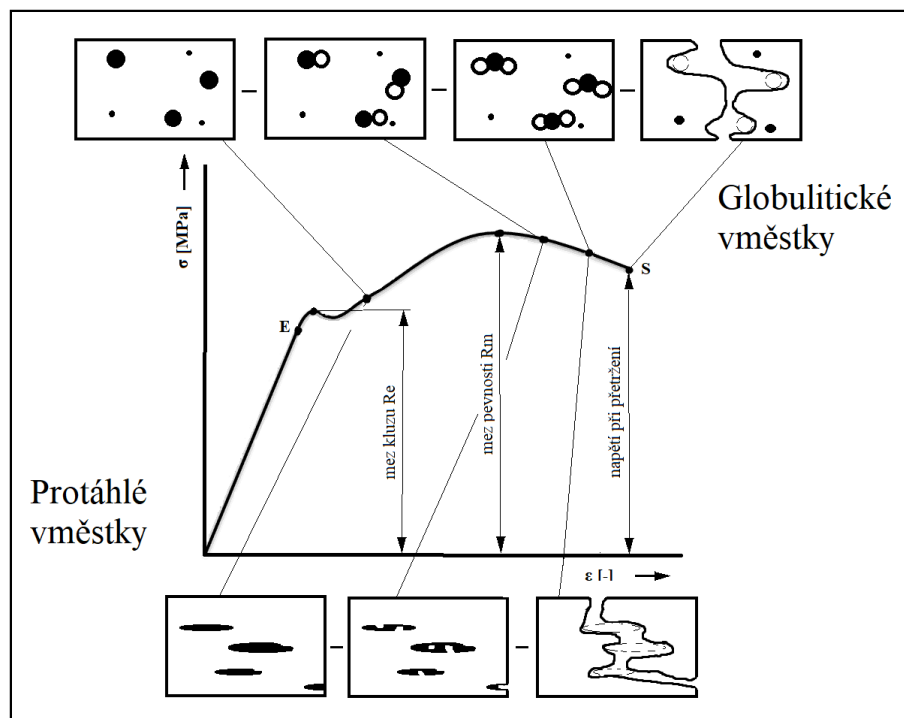 σ [MPa]
Globulitické
vměstky
E
S
mez kluzu Re
mez pevnosti Rm
napětí při přetržení
Protáhlé
vměstky
ε [-]